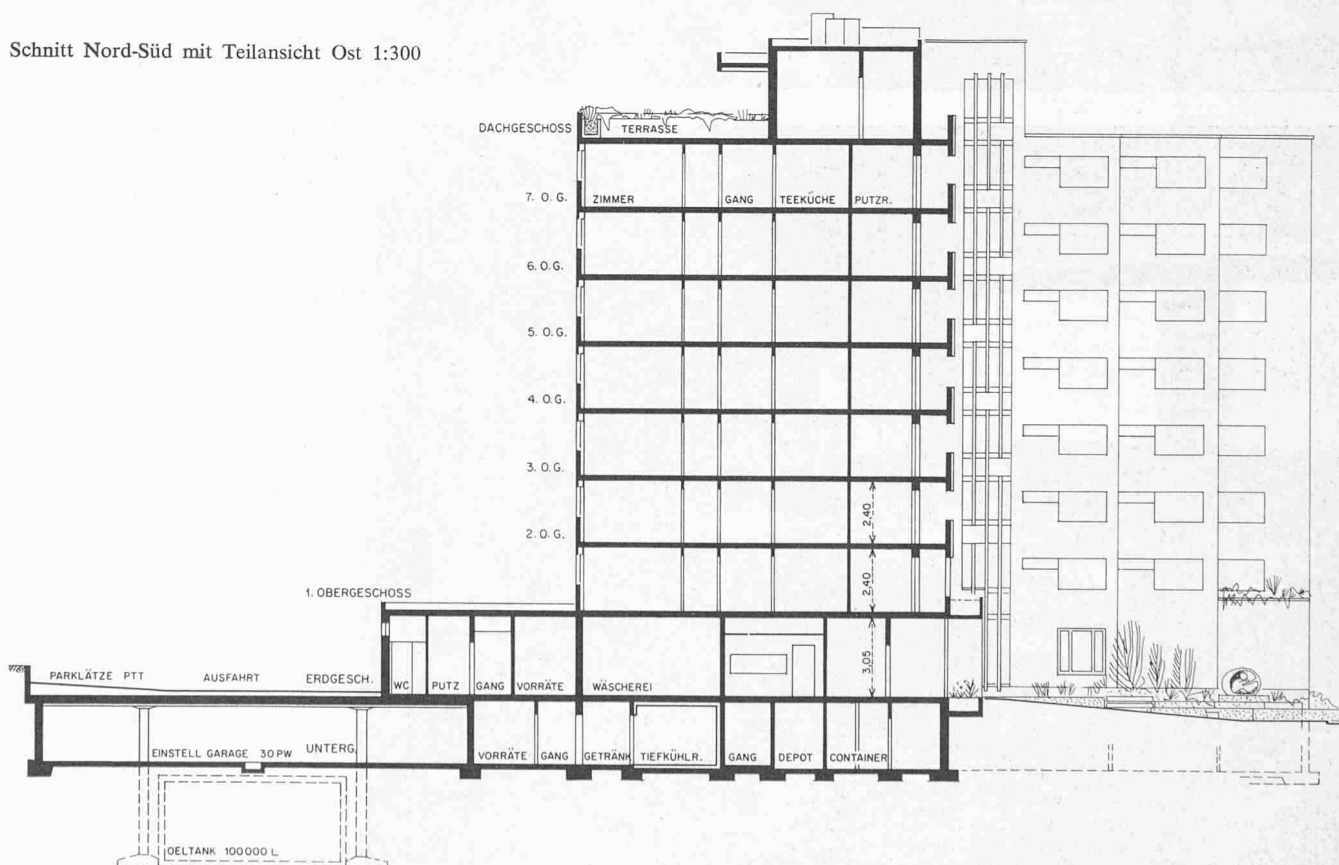 Schnitt Nord-Süd mit Teilansicht Ost 1:300
DACHGESCHOSS
TERRASSE
7. O.G.
ZIMMER
GANG
TEEKÜCHE
PUTZR.
6. O.G.
5. O.G.
4. O.G.
3. O.G.
2,40
2. O.G.
2,40
1. OBERGESCHOSS
3,05
PARKLÄTZE PTT
AUSFAHRT
ERDGESCH.
WC
PUTZ
GANG
VORRÄTE
WÄSCHEREI
EINSTELL GARAGE 30 PW
UNTERG.
VORRÄTE
GANG
GETRÄNK
TIEFKÜHLR.
GANG
DEPOT
CONTAINER
OELTANK 100000 L